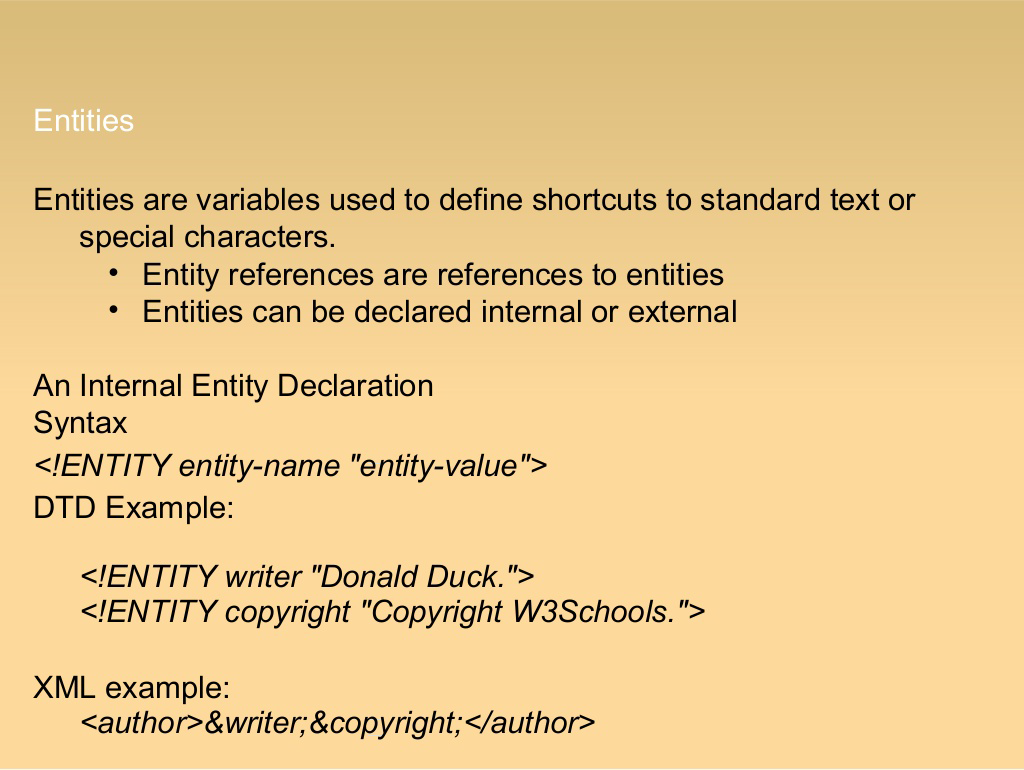 Entities
Entities are variables used to define shortcuts to standard text or
special characters.
• Entity references are references to entities
• Entities can be declared internal or external
An Internal Entity Declaration
Syntax
<!ENTITY entity-name "entity-value">
DTD Example:
<!ENTITY writer "Donald Duck.">
<!ENTITY copyright "Copyright W3Schools.">
XML example:
<author>&writer;&copyright;</author>